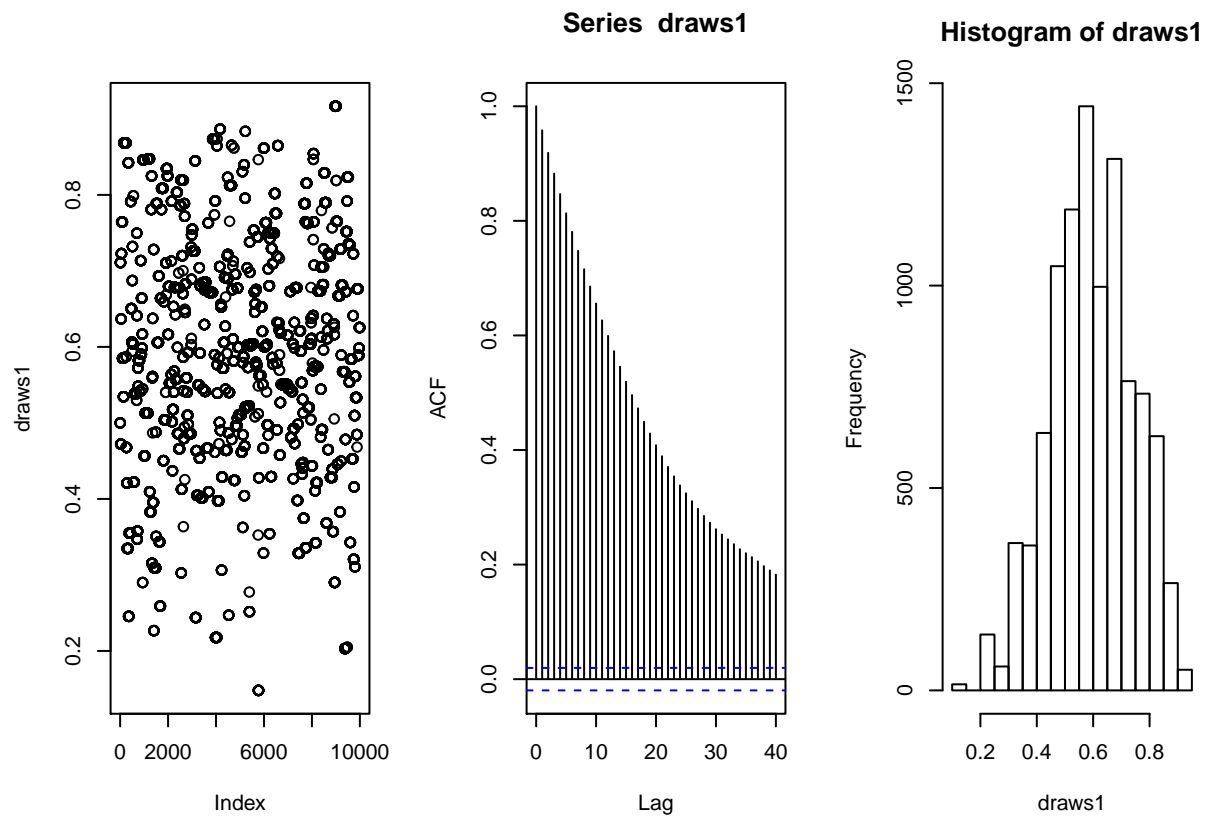 Series draws1
Histogram of draws1
draws1
0.2
0.4
0.6
0.8
0 2000 6000 10000
Index
ACF
0.0
0.2
0.4
0.6
0.8
1.0
0 10 20 30 40
Lag
Frequency
0
500
1000
1500
0.2 0.4 0.6 0.8
draws1